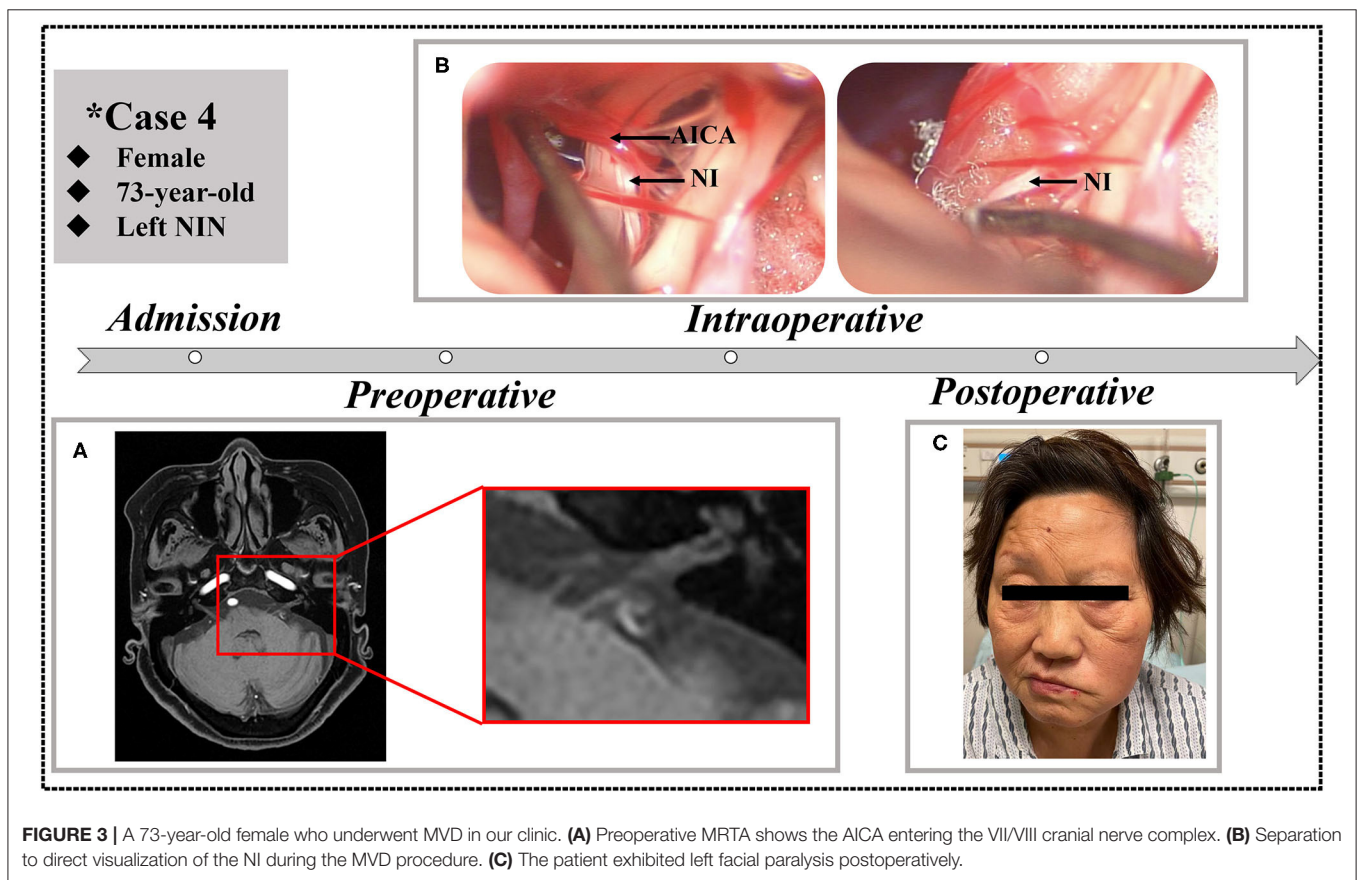 *Case 4
◆ Female
◆ 73-year-old
◆ Left NIN
B
AICA
NI
NI
Admission
Intraoperative
Preoperative
Postoperative
A
C
FIGURE 3 | A 73-year-old female who underwent MVD in our clinic. (A) Preoperative MRTA shows the AICA entering the VII/VIII cranial nerve complex. (B) Separation
to direct visualization of the NI during the MVD procedure. (C) The patient exhibited left facial paralysis postoperatively.